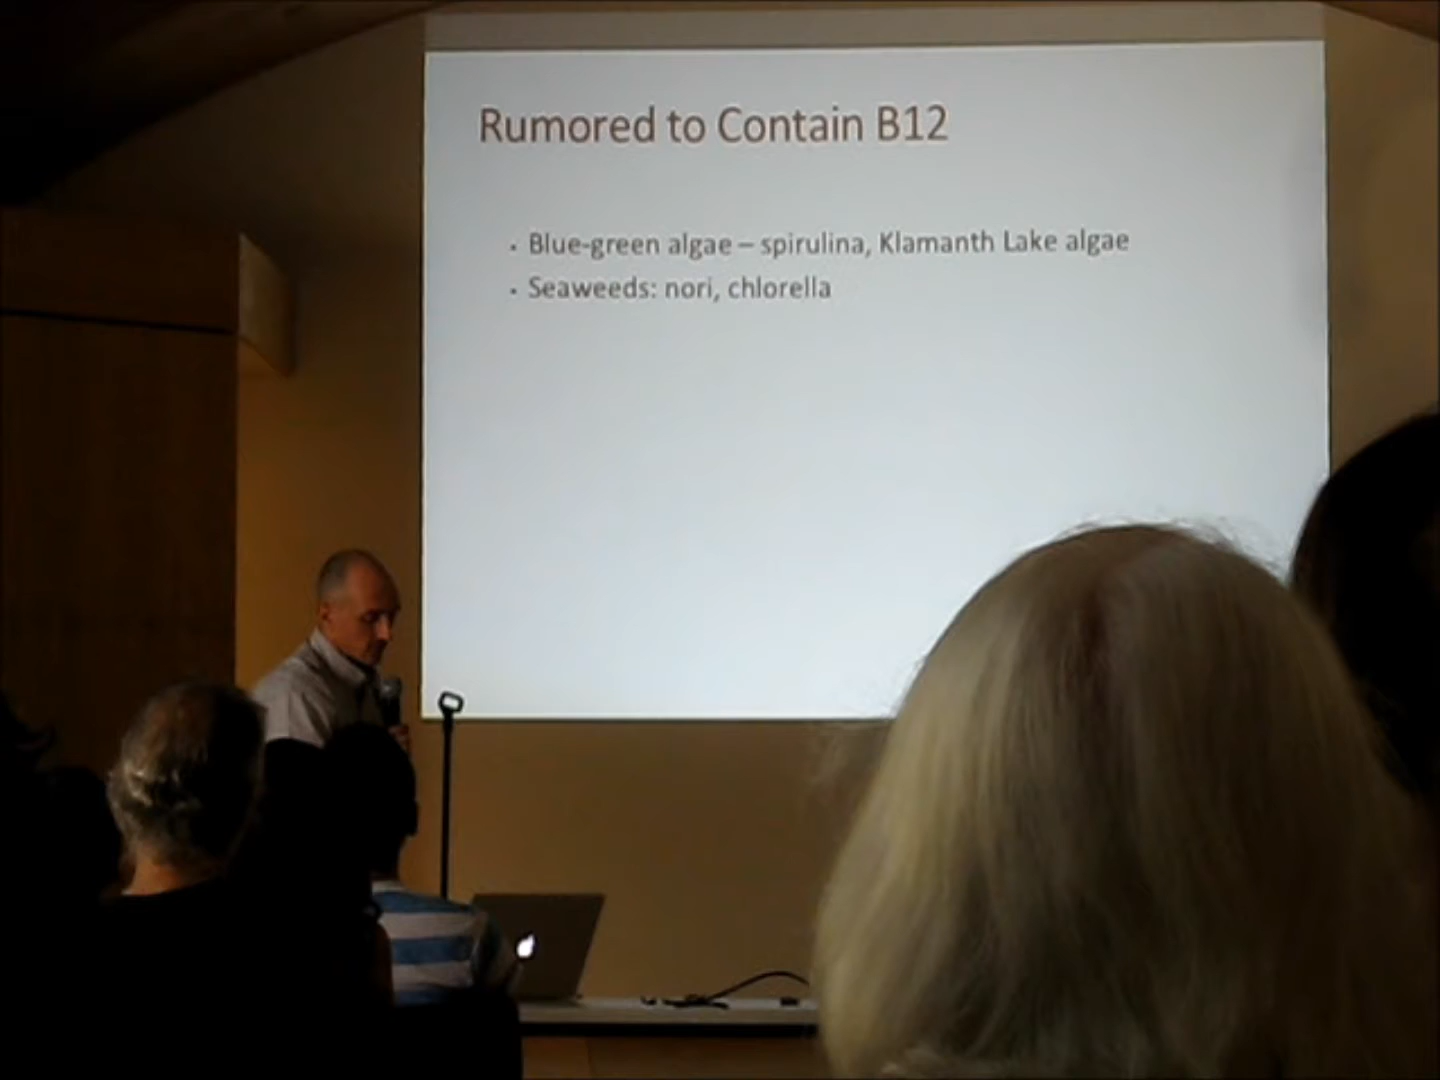 Rumored to Contain B12
• Blue-green algae – spirulina, Klamanth Lake algae
• Seaweeds: nori, chlorella